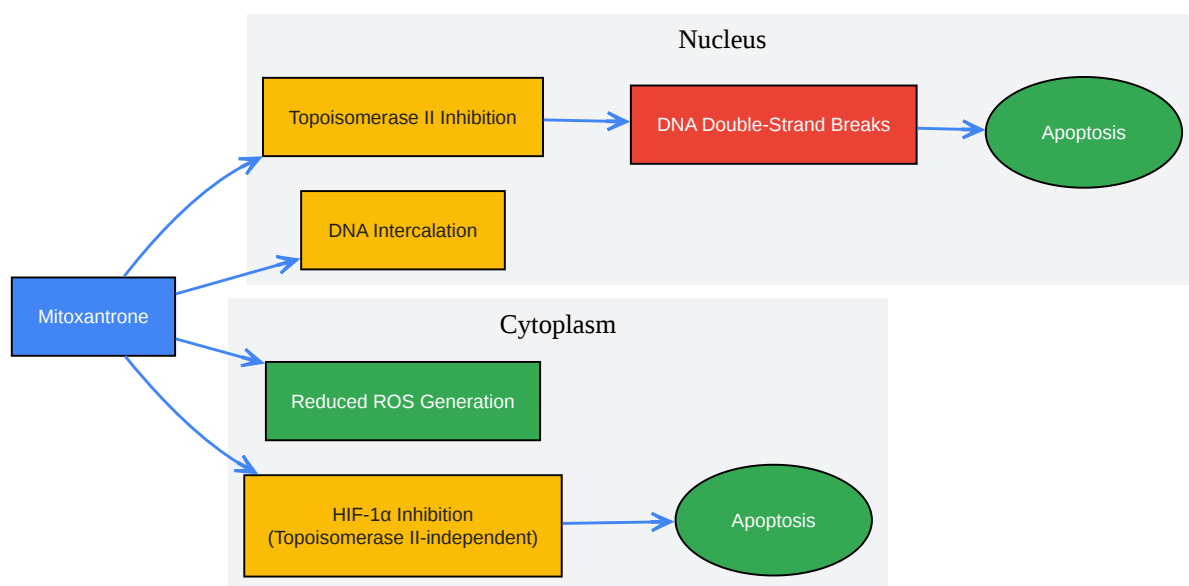 Nucleus
Topoisomerase II Inhibition
DNA Double-Strand Breaks
Apoptosis
DNA Intercalation
Mitoxantrone
Cytoplasm
Reduced ROS Generation
HIF-1α Inhibition
(Topoisomerase II-independent)
Apoptosis